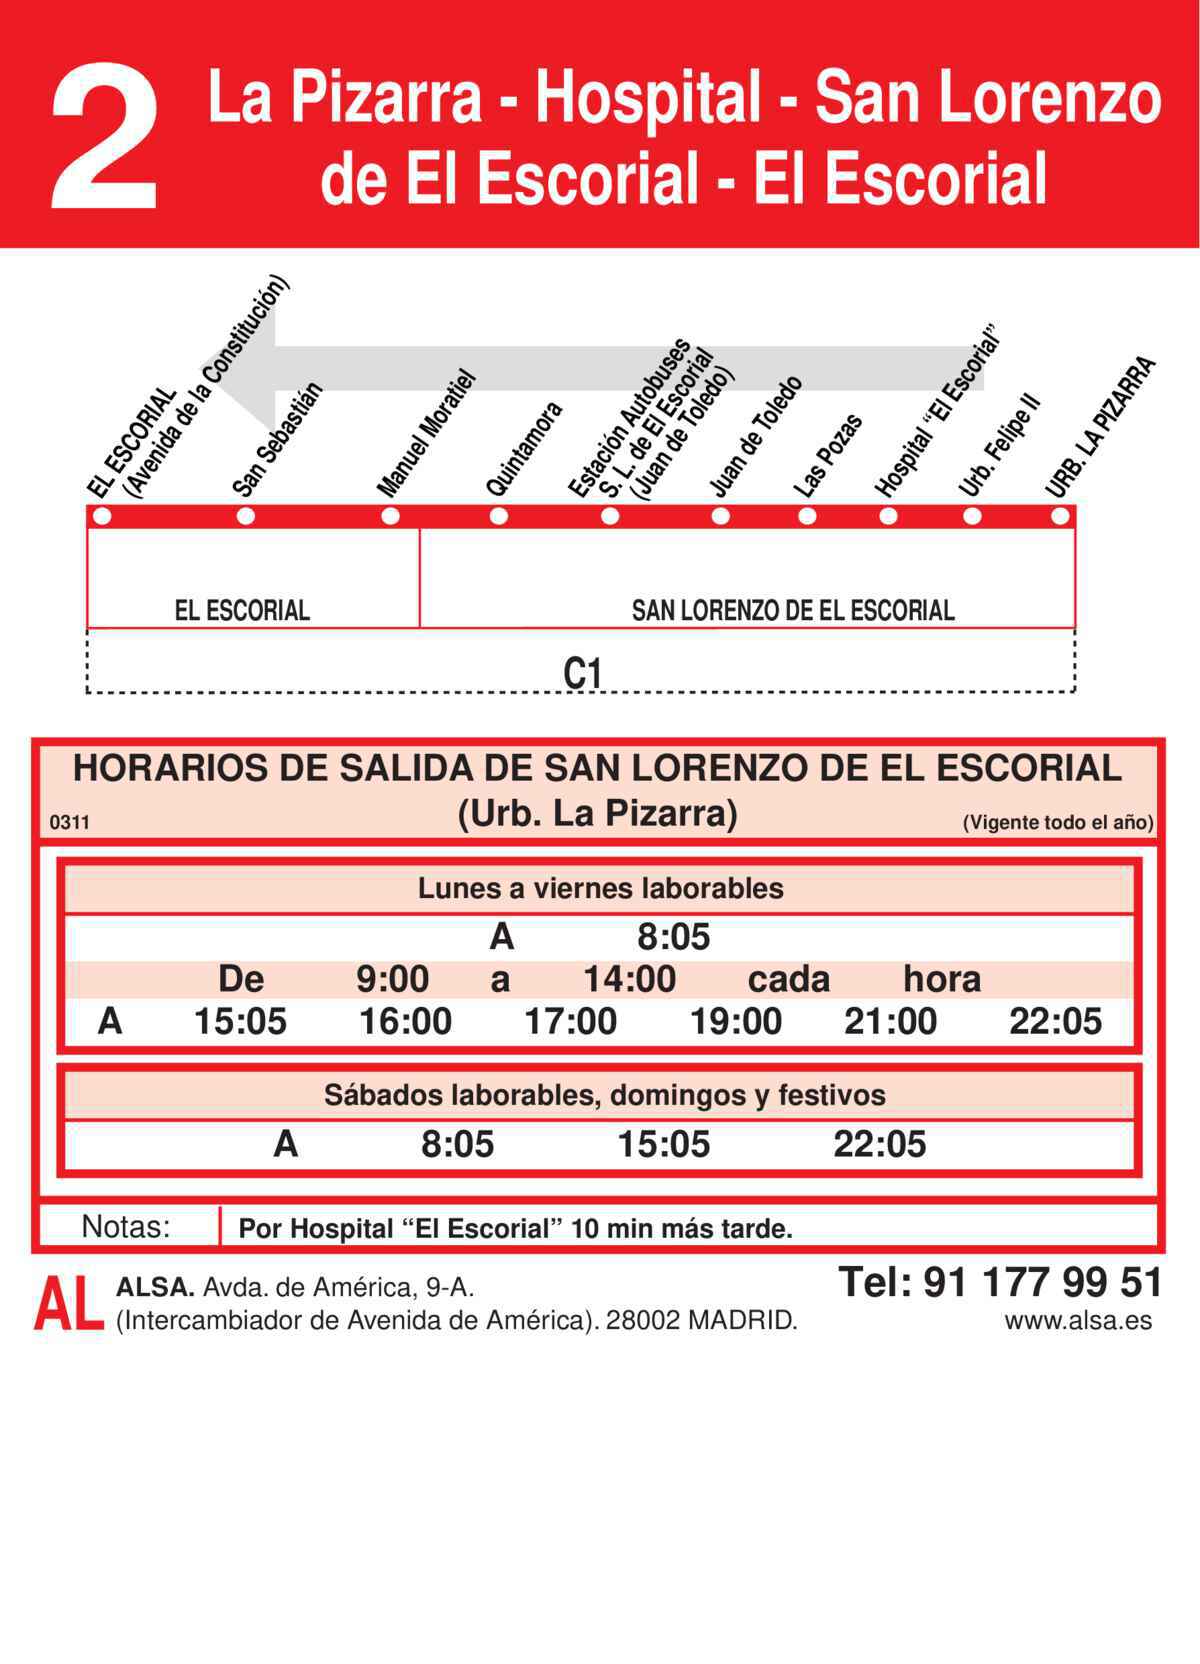 2
La Pizarra - Hospital - San Lorenzo
de El Escorial - El Escorial
EL ESCORIAL
(Avenida de la Constitución)
San Sebastián
Manuel Moratiel
Quintamora
Estación Autobuses
S. L. de El Escorial
(Juan de Toledo)
Juan de Toledo
Las Pozas
Hospital “El Escorial”
Urb. Felipe II
URB. LA PIZARRA
EL ESCORIAL
SAN LORENZO DE EL ESCORIAL
C1
HORARIOS DE SALIDA DE SAN LORENZO DE EL ESCORIAL
(Urb. La Pizarra)
0311
(Vigente todo el año)
Lunes a viernes laborables
A 8:05
De 9:00 a 14:00 cada hora
A 15:05 16:00 17:00 19:00 21:00 22:05
Sábados laborables, domingos y festivos
A 8:05 15:05 22:05
Notas: Por Hospital “El Escorial” 10 min más tarde.
AL
ALSA. Avda. de América, 9-A.
(Intercambiador de Avenida de América). 28002 MADRID.
Tel: 91 177 99 51
www.alsa.es